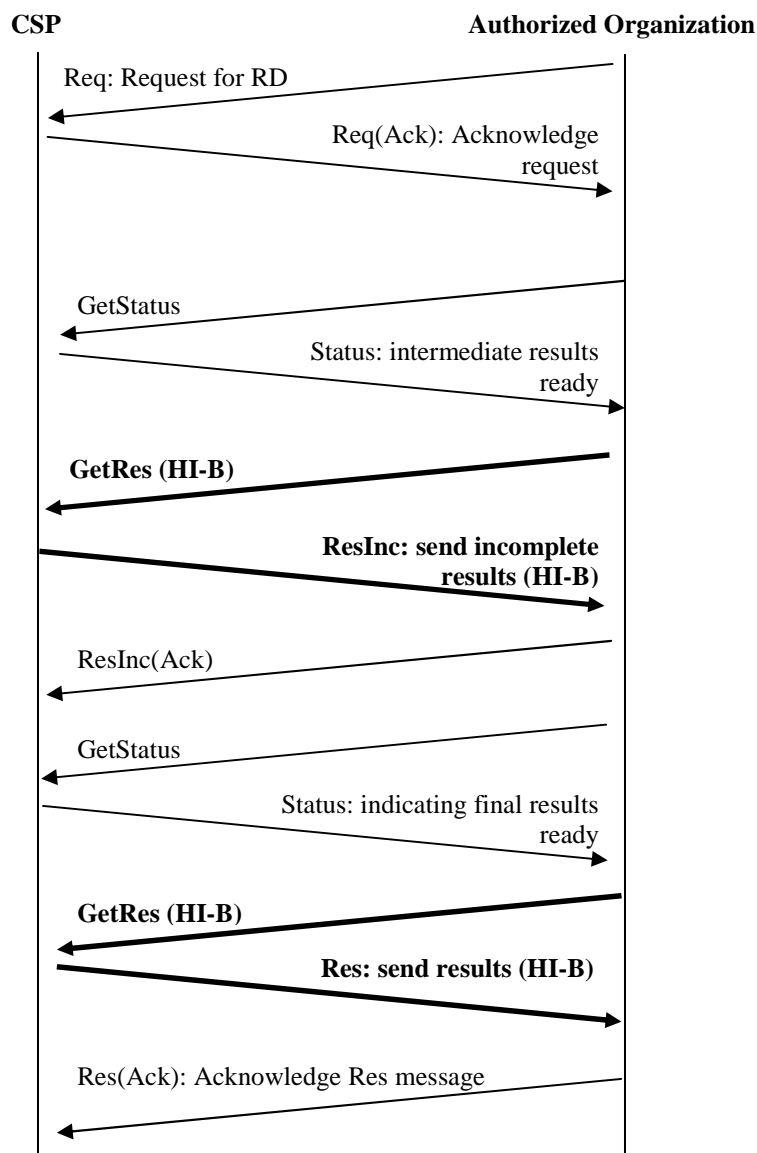 CSP
Authorized Organization
Req: Request for RD
Req(Ack): Acknowledge
request
GetStatus
Status: intermediate results
ready
GetRes (HI-B)
ResInc: send incomplete
results (HI-B)
ResInc(Ack)
GetStatus
Status: indicating final results
ready
GetRes (HI-B)
Res: send results (HI-B)
Res(Ack): Acknowledge Res message